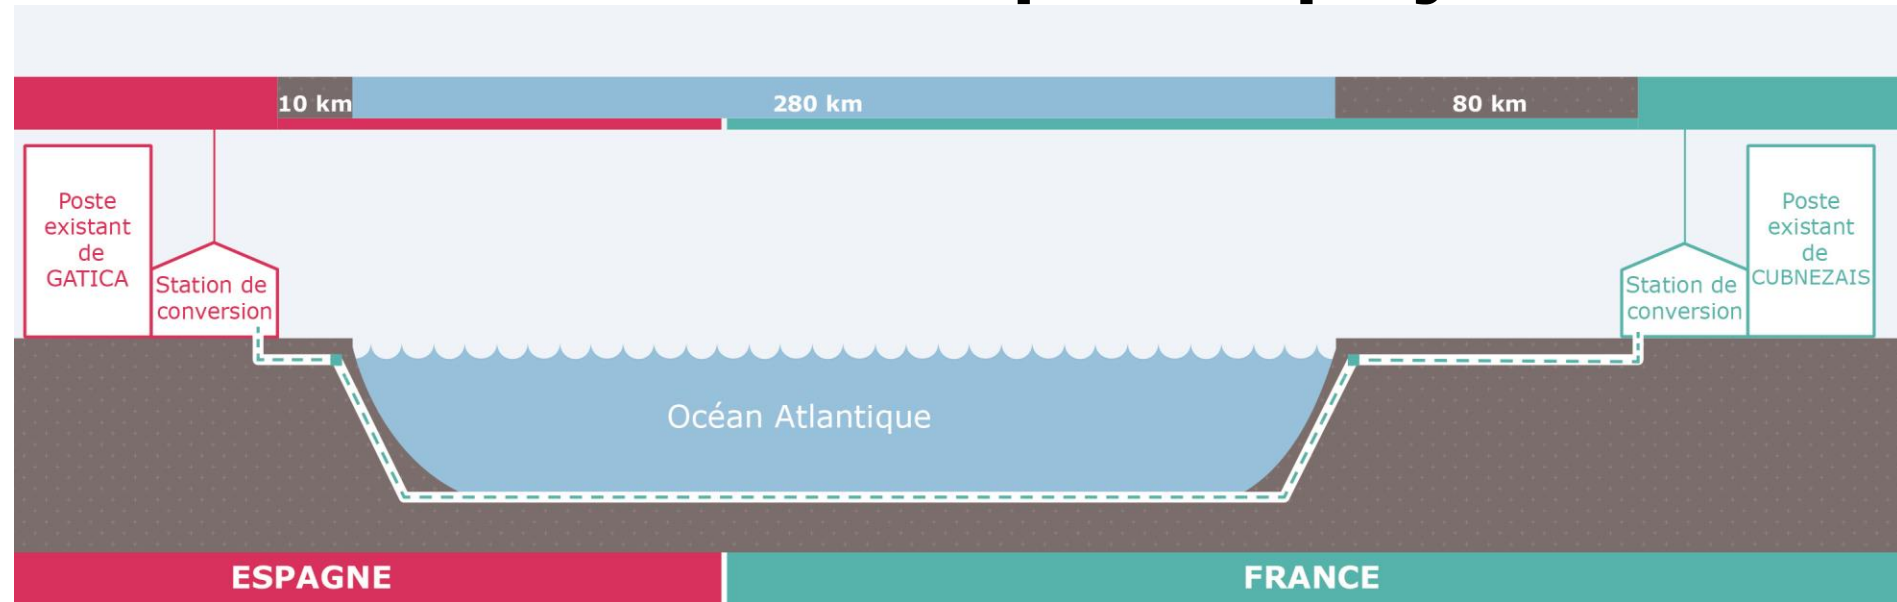 10 km
280 km
80 km
Poste
existant
de
GATICA
Station de
conversion
Station de
conversion
Poste
existant
de
CUBNEZAIS
Océan Atlantique
ESPAGNE
FRANCE